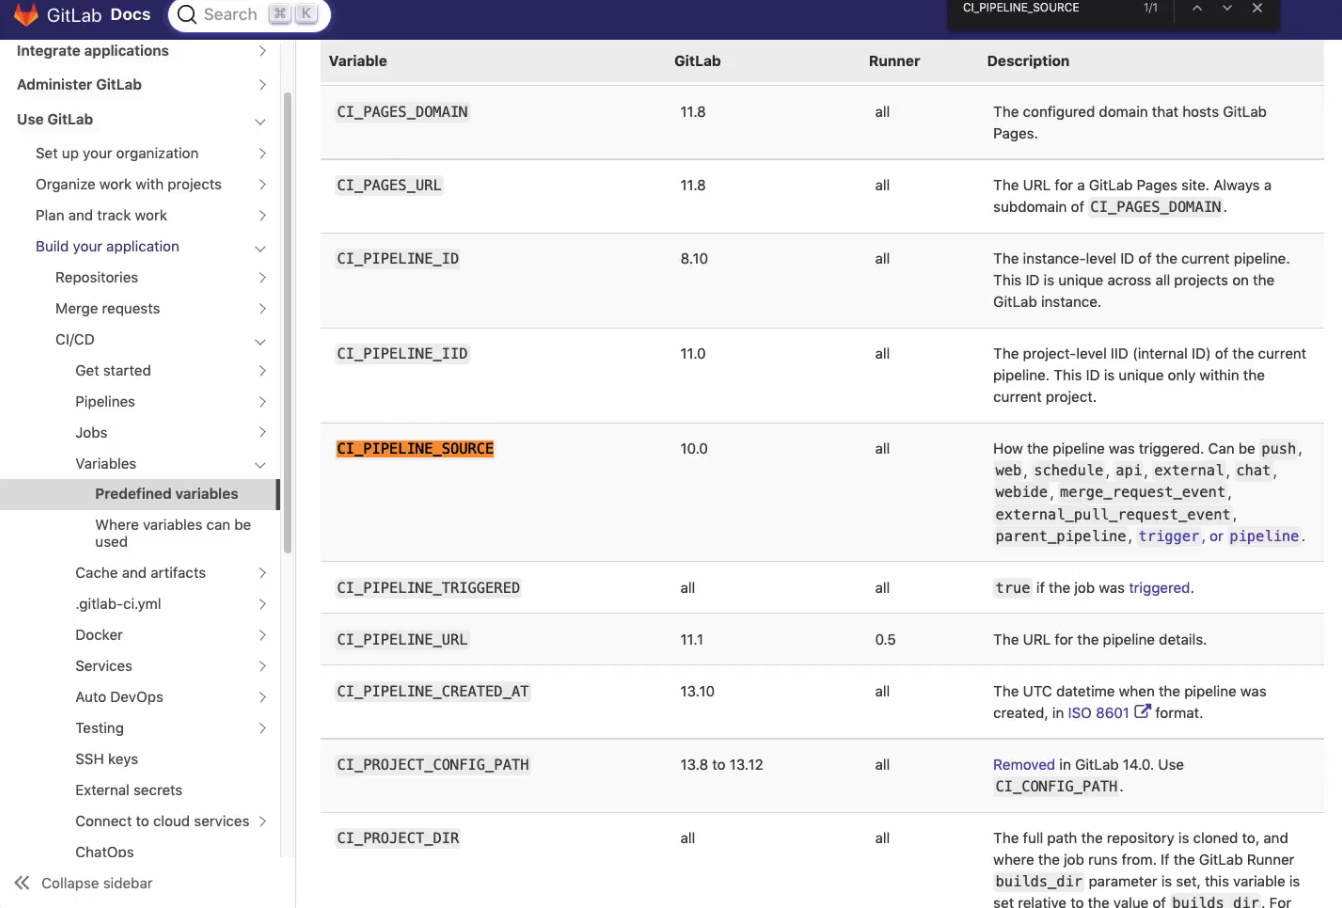 GitLab Docs
Search ⌘ K
CI_PIPELINE_SOURCE 1/1
Integrate applications
Administer GitLab
Use GitLab
Set up your organization
Organize work with projects
Plan and track work
Build your application
Repositories
Merge requests
CI/CD
Get started
Pipelines
Jobs
Variables
Predefined variables
Where variables can be
used
Cache and artifacts
.gitlab-ci.yml
Docker
Services
Auto DevOps
Testing
SSH keys
External secrets
Connect to cloud services
ChatOps
Collapse sidebar
Variable GitLab Runner Description
CI_PAGES_DOMAIN 11.8 all The configured domain that hosts GitLab
Pages.
CI_PAGES_URL 11.8 all The URL for a GitLab Pages site. Always a
subdomain of CI_PAGES_DOMAIN.
CI_PIPELINE_ID 8.10 all The instance-level ID of the current pipeline.
This ID is unique across all projects on the
GitLab instance.
CI_PIPELINE_IID 11.0 all The project-level IID (internal ID) of the current
pipeline. This ID is unique only within the
current project.
CI_PIPELINE_SOURCE 10.0 all How the pipeline was triggered. Can be push,
web, schedule, api, external, chat,
webide, merge_request_event,
external_pull_request_event,
parent_pipeline, trigger, or pipeline.
CI_PIPELINE_TRIGGERED all all true if the job was triggered.
CI_PIPELINE_URL 11.1 0.5 The URL for the pipeline details.
CI_PIPELINE_CREATED_AT 13.10 all The UTC datetime when the pipeline was
created, in ISO 8601 format.
CI_PROJECT_CONFIG_PATH 13.8 to 13.12 all Removed in GitLab 14.0. Use
CI_CONFIG_PATH.
CI_PROJECT_DIR all all The full path the repository is cloned to, and
where the job runs from. If the GitLab Runner
builds_dir parameter is set, this variable is
set relative to the value of builds_dir. For